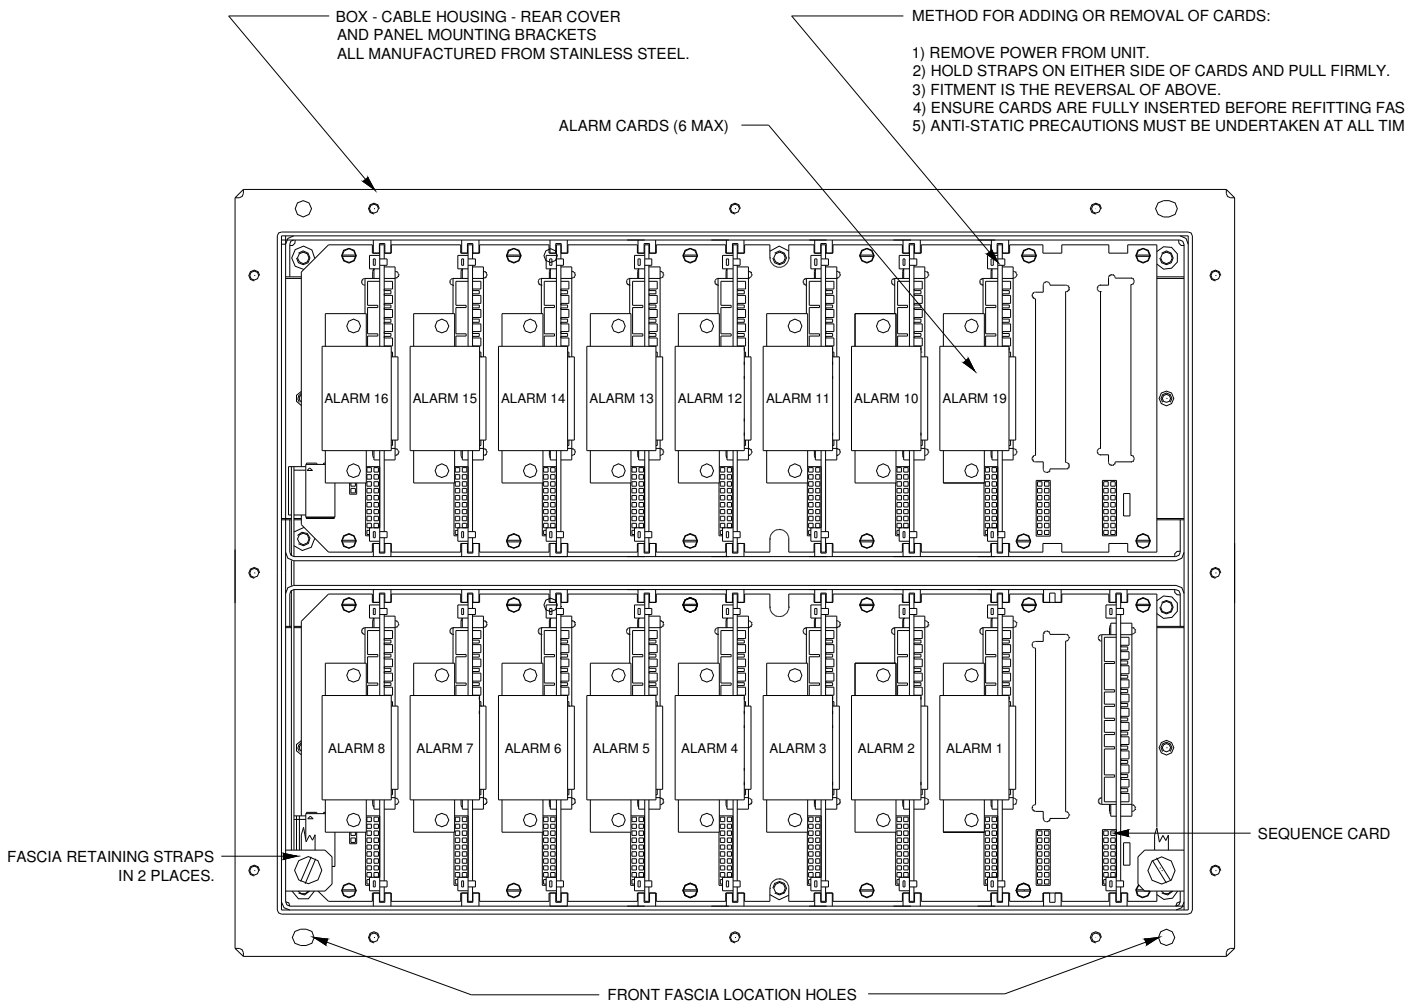 BOX - CABLE HOUSING - REAR COVER
AND PANEL MOUNTING BRACKETS
ALL MANUFACTURED FROM STAINLESS STEEL.
METHOD FOR ADDING OR REMOVAL OF CARDS:
1) REMOVE POWER FROM UNIT.
2) HOLD STRAPS ON EITHER SIDE OF CARDS AND PULL FIRMLY.
3) FITMENT IS THE REVERSAL OF ABOVE.
4) ENSURE CARDS ARE FULLY INSERTED BEFORE REFITTING FAS
5) ANTI-STATIC PRECAUTIONS MUST BE UNDERTAKEN AT ALL TIM
ALARM CARDS (6 MAX)
ALARM 16 ALARM 15 ALARM 14 ALARM 13 ALARM 12 ALARM 11 ALARM 10 ALARM 19
ALARM 8 ALARM 7 ALARM 6 ALARM 5 ALARM 4 ALARM 3 ALARM 2 ALARM 1
SEQUENCE CARD
FASCIA RETAINING STRAPS
IN 2 PLACES.
FRONT FASCIA LOCATION HOLES